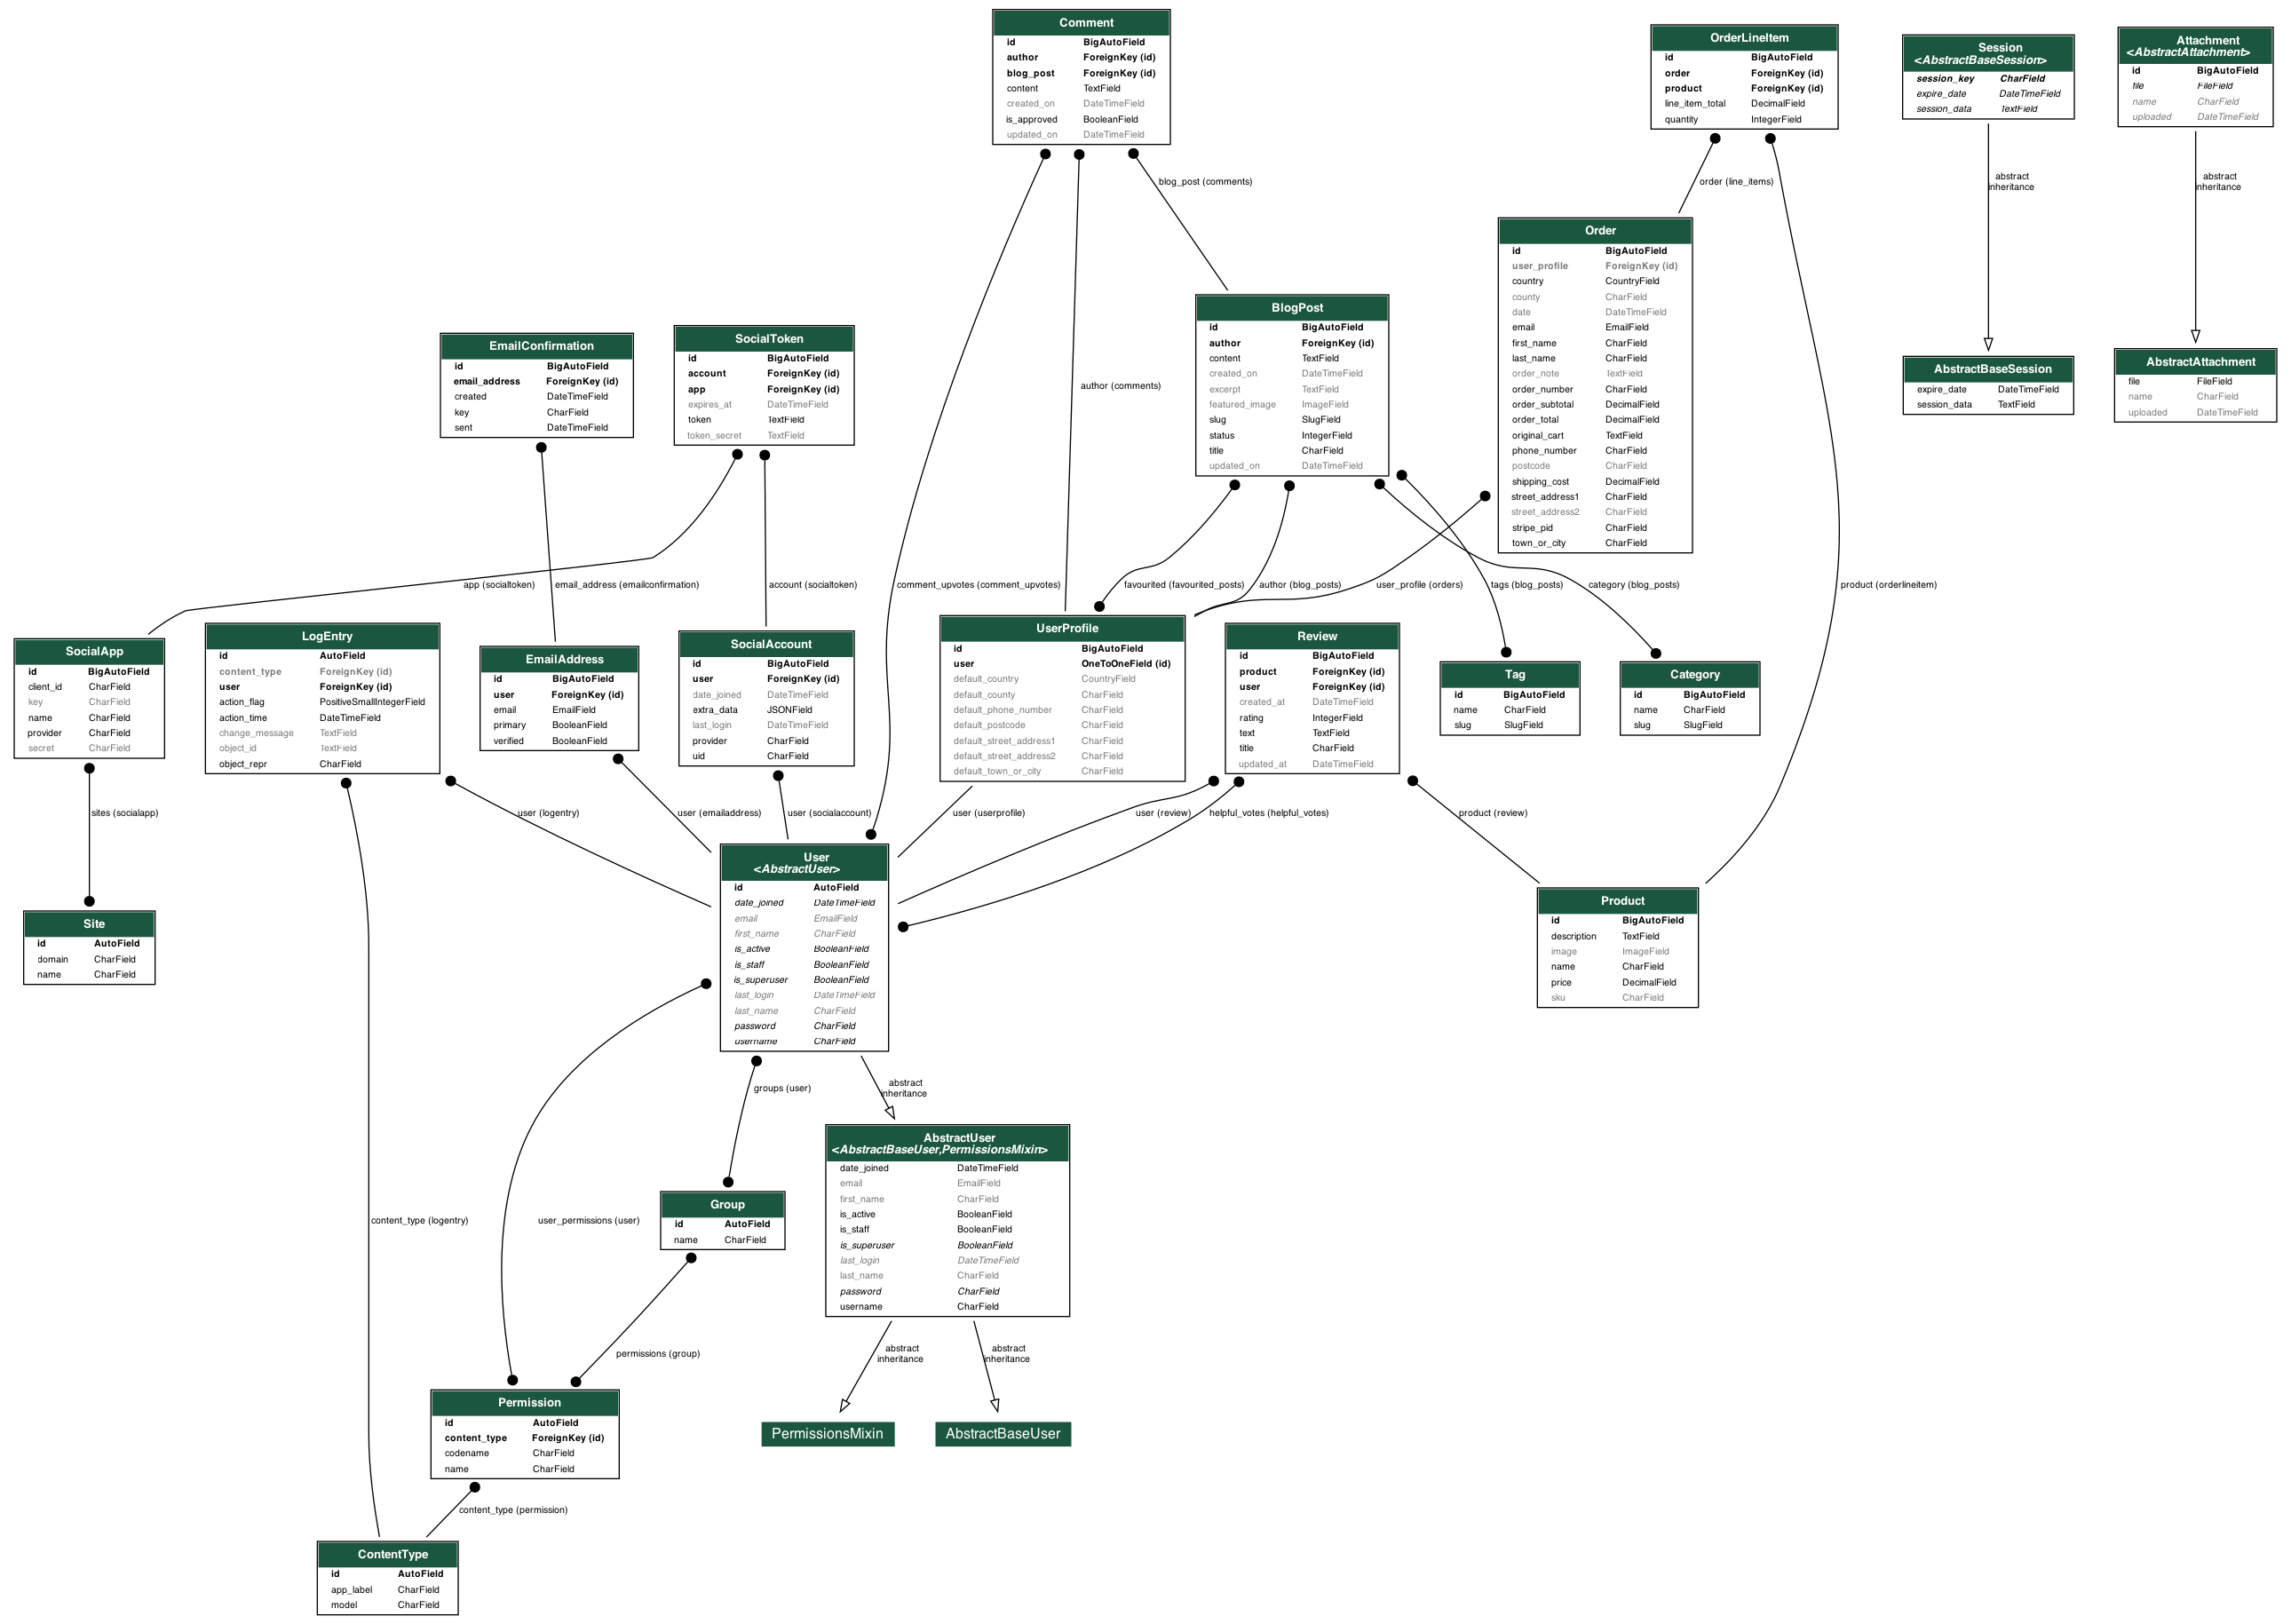 Comment
id BigAutoField
author ForeignKey (id)
blog_post ForeignKey (id)
content TextField
created_on DateTimeField
is_approved BooleanField
updated_on DateTimeField
OrderLineItem
id BigAutoField
order ForeignKey (id)
product ForeignKey (id)
line_item_total DecimalField
quantity IntegerField
Session
<AbstractBaseSession>
session_key CharField
expire_date DateTimeField
session_data TextField
Attachment
<AbstractAttachment>
id BigAutoField
file FileField
name CharField
uploaded DateTimeField
blog_post (comments)
order (line_items)
abstract
inheritance
abstract
inheritance
Order
id BigAutoField
user_profile ForeignKey (id)
country CountryField
county CharField
date DateTimeField
email EmailField
first_name CharField
last_name CharField
order_note TextField
order_number CharField
order_subtotal DecimalField
order_total DecimalField
original_cart TextField
phone_number CharField
postcode CharField
shipping_cost DecimalField
street_address1 CharField
street_address2 CharField
stripe_pid CharField
town_or_city CharField
BlogPost
id BigAutoField
author ForeignKey (id)
content TextField
created_on DateTimeField
excerpt TextField
featured_image ImageField
slug SlugField
status IntegerField
title CharField
updated_on DateTimeField
EmailConfirmation
id BigAutoField
email_address ForeignKey (id)
created DateTimeField
key CharField
sent DateTimeField
SocialToken
id BigAutoField
account ForeignKey (id)
app ForeignKey (id)
expires_at DateTimeField
token TextField
token_secret TextField
author (comments)
AbstractBaseSession
expire_date DateTimeField
session_data TextField
AbstractAttachment
file FileField
name CharField
uploaded DateTimeField
app (socialtoken)
email_address (emailconfirmation)
account (socialtoken)
comment_upvotes (comment_upvotes)
favourited (favourited_posts)
author (blog_posts)
user_profile (orders)
tags (blog_posts)
category (blog_posts)
product (orderlineitem)
SocialApp
id BigAutoField
client_id CharField
key CharField
name CharField
provider CharField
secret CharField
LogEntry
id AutoField
content_type ForeignKey (id)
user ForeignKey (id)
action_flag PositiveSmallIntegerField
action_time DateTimeField
change_message TextField
object_id TextField
object_repr CharField
EmailAddress
id BigAutoField
user ForeignKey (id)
email EmailField
primary BooleanField
verified BooleanField
SocialAccount
id BigAutoField
user ForeignKey (id)
date_joined DateTimeField
extra_data JSONField
last_login DateTimeField
provider CharField
uid CharField
UserProfile
id BigAutoField
user OneToOneField (id)
default_country CountryField
default_county CharField
default_phone_number CharField
default_postcode CharField
default_street_address1 CharField
default_street_address2 CharField
default_town_or_city CharField
Review
id BigAutoField
product ForeignKey (id)
user ForeignKey (id)
created_at DateTimeField
rating IntegerField
text TextField
title CharField
updated_at DateTimeField
Tag
id BigAutoField
name CharField
slug SlugField
Category
id BigAutoField
name CharField
slug SlugField
sites (socialapp)
user (logentry)
user (emailaddress)
user (socialaccount)
user (userprofile)
user (review)
helpful_votes (helpful_votes)
product (review)
Site
id AutoField
domain CharField
name CharField
User
<AbstractUser>
id AutoField
date_joined DateTimeField
email EmailField
first_name CharField
is_active BooleanField
is_staff BooleanField
is_superuser BooleanField
last_login DateTimeField
last_name CharField
password CharField
username CharField
Product
id BigAutoField
description TextField
image ImageField
name CharField
price DecimalField
sku CharField
groups (user)
abstract
inheritance
AbstractUser
<AbstractBaseUser,PermissionsMixin>
date_joined DateTimeField
email EmailField
first_name CharField
is_active BooleanField
is_staff BooleanField
is_superuser BooleanField
last_login DateTimeField
last_name CharField
password CharField
username CharField
content_type (logentry)
user_permissions (user)
Group
id AutoField
name CharField
permissions (group)
abstract
inheritance
abstract
inheritance
Permission
id AutoField
content_type ForeignKey (id)
codename CharField
name CharField
PermissionsMixin
AbstractBaseUser
content_type (permission)
ContentType
id AutoField
app_label CharField
model CharField